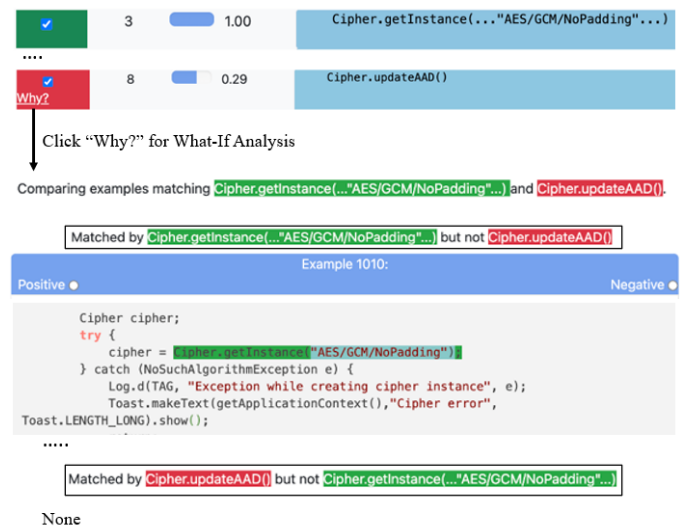 3 1.00 Cipher.getInstance(..."AES/GCM/NoPadding"...)
....
8 0.29 Cipher.updateAAD()
Why?
Click “Why?” for What-If Analysis
Comparing examples matching Cipher.getInstance(..."AES/GCM/NoPadding"...) and Cipher.updateAAD().
Matched by Cipher.getInstance(..."AES/GCM/NoPadding"...) but not Cipher.updateAAD()
Example 1010:
Positive Negative
Cipher cipher;
try {
cipher = Cipher.getInstance("AES/GCM/NoPadding");
} catch (NoSuchAlgorithmException e) {
Log.d(TAG, "Exception while creating cipher instance", e);
Toast.makeText(getApplicationContext(),"Cipher error",
Toast.LENGTH_LONG).show();
.....
Matched by Cipher.updateAAD() but not Cipher.getInstance(..."AES/GCM/NoPadding"...)
None